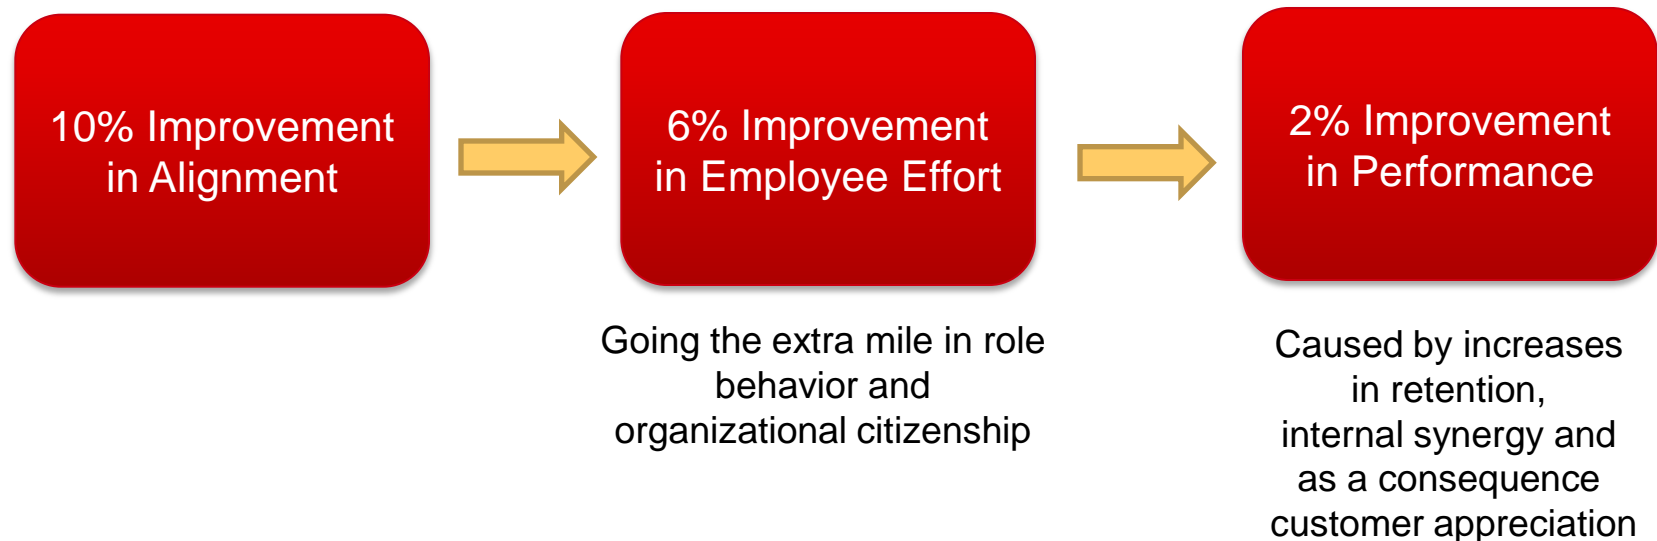 10% Improvement
in Alignment
6% Improvement
in Employee Effort
2% Improvement
in Performance
Going the extra mile in role
behavior and
organizational citizenship
Caused by increases
in retention,
internal synergy and
as a consequence
customer appreciation